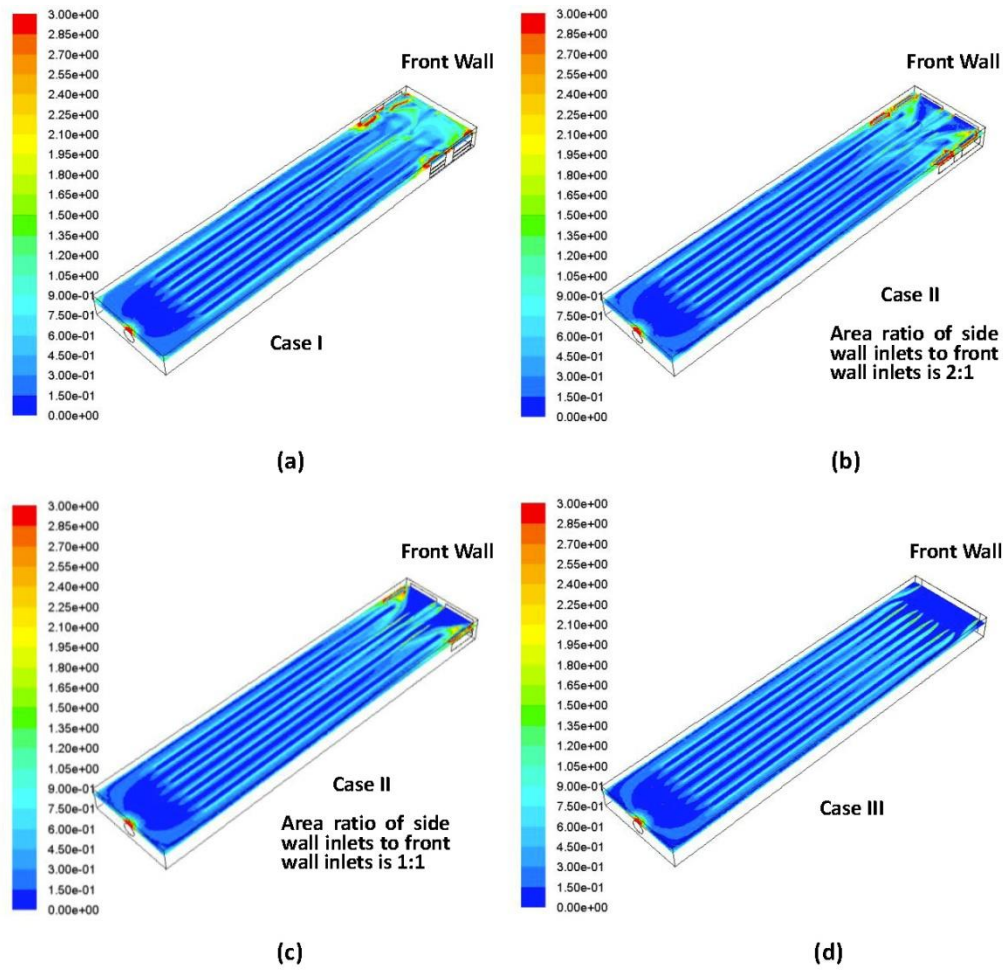 3.00e+00
2.85e+00
2.70e+00
2.55e+00
2.40e+00
2.25e+00
2.10e+00
1.95e+00
1.80e+00
1.65e+00
1.50e+00
1.35e+00
1.20e+00
1.05e+00
9.00e-01
7.50e-01
6.00e-01
4.50e-01
3.00e-01
1.50e-01
0.00e+00
Front Wall
Case I
(a)
3.00e+00
2.85e+00
2.70e+00
2.55e+00
2.40e+00
2.25e+00
2.10e+00
1.95e+00
1.80e+00
1.65e+00
1.50e+00
1.35e+00
1.20e+00
1.05e+00
9.00e-01
7.50e-01
6.00e-01
4.50e-01
3.00e-01
1.50e-01
0.00e+00
Front Wall
Case II
Area ratio of side
wall inlets to front
wall inlets is 2:1
(b)
3.00e+00
2.85e+00
2.70e+00
2.55e+00
2.40e+00
2.25e+00
2.10e+00
1.95e+00
1.80e+00
1.65e+00
1.50e+00
1.35e+00
1.20e+00
1.05e+00
9.00e-01
7.50e-01
6.00e-01
4.50e-01
3.00e-01
1.50e-01
0.00e+00
Front Wall
Case II
Area ratio of side
wall inlets to front
wall inlets is 1:1
(c)
3.00e+00
2.85e+00
2.70e+00
2.55e+00
2.40e+00
2.25e+00
2.10e+00
1.95e+00
1.80e+00
1.65e+00
1.50e+00
1.35e+00
1.20e+00
1.05e+00
9.00e-01
7.50e-01
6.00e-01
4.50e-01
3.00e-01
1.50e-01
0.00e+00
Front Wall
Case III
(d)